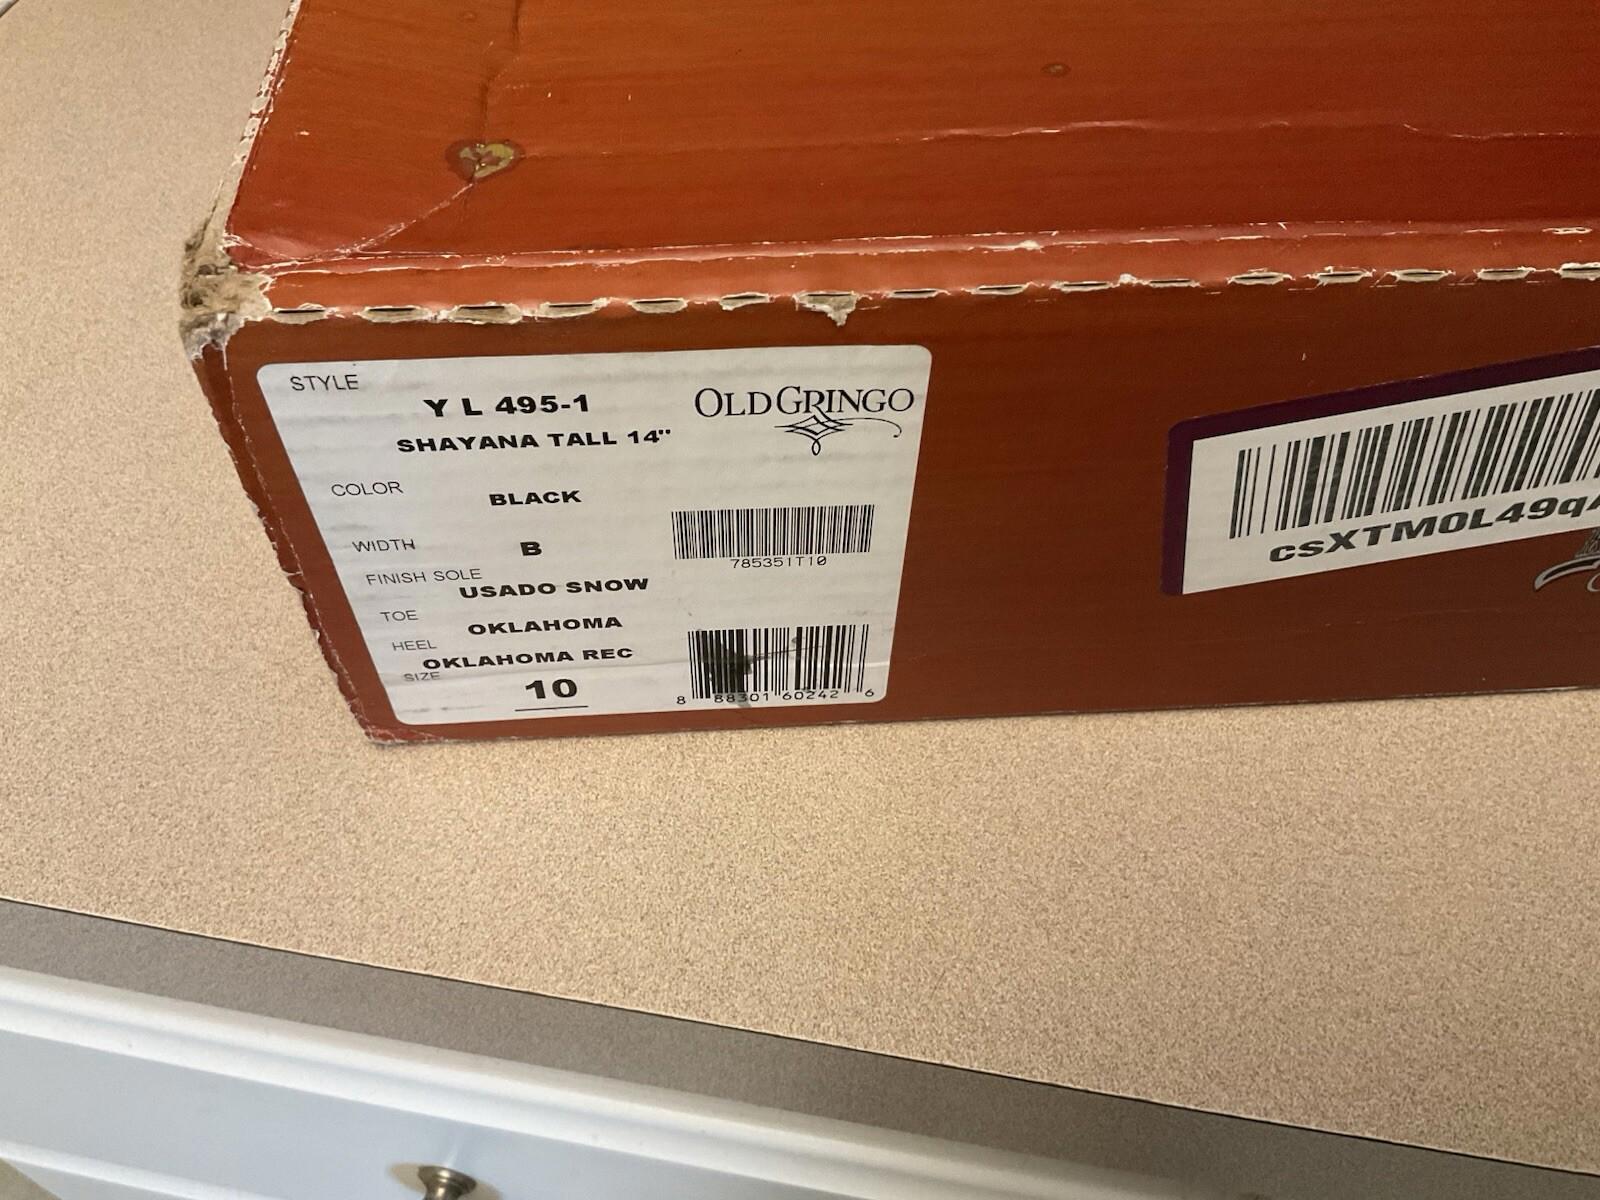 STYLE
Y L 495-1
SHAYANA TALL 14"
OLD GRINGO
COLOR
BLACK
WIDTH
B
785351T10
FINISH SOLE
USADO SNOW
TOE
OKLAHOMA
HEEL
OKLAHOMA REC
SIZE
10
8 88301 60242 6
csXTM0L49q